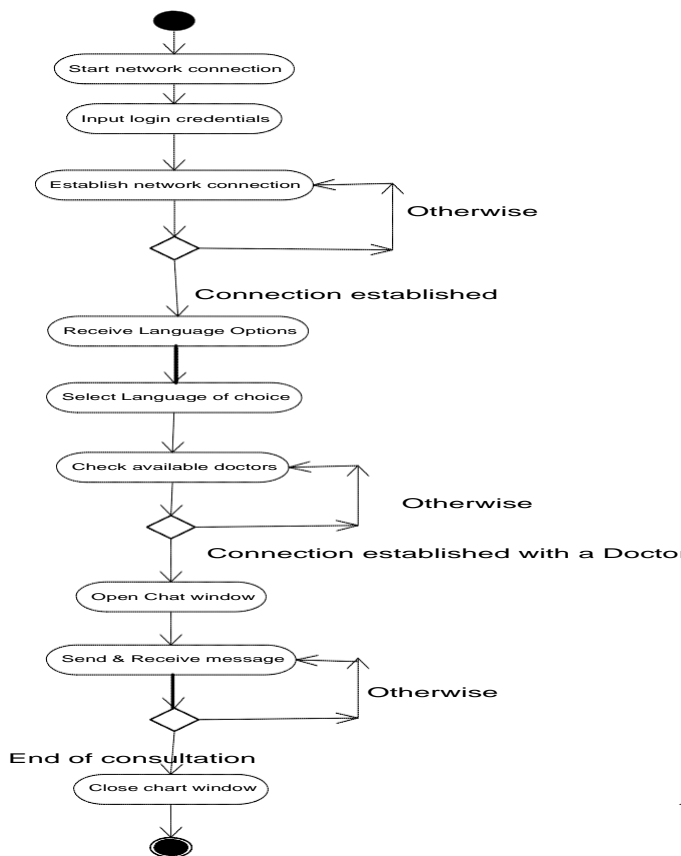 Start network connection
Input login credentials
Establish network connection
Otherwise
Connection established
Receive Language Options
Select Language of choice
Check available doctors
Otherwise
Connection established with a Doctor
Open Chat window
Send & Receive message
Otherwise
End of consultation
Close chart window